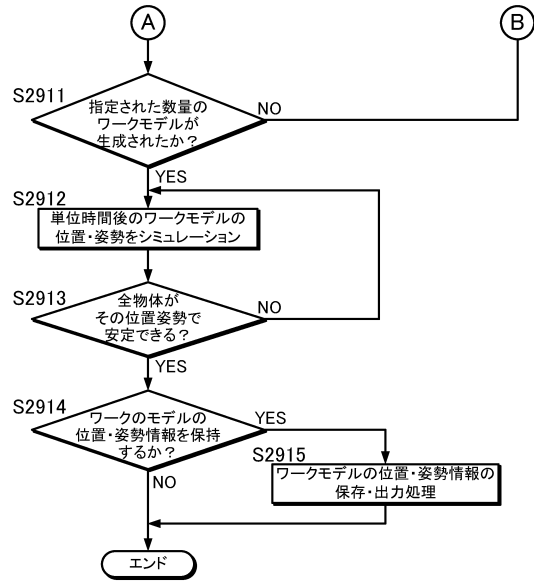 A
B
S2911
指定された数量の
ワークモデルが
生成されたか？
NO
YES
S2912
単位時間後のワークモデルの
位置・姿勢をシミュレーション
S2913
全物体が
その位置姿勢で
安定できる？
NO
YES
S2914
ワークのモデルの
位置・姿勢情報を保持
するか？
YES
NO
S2915
ワークモデルの位置・姿勢情報の
保存・出力処理
エンド